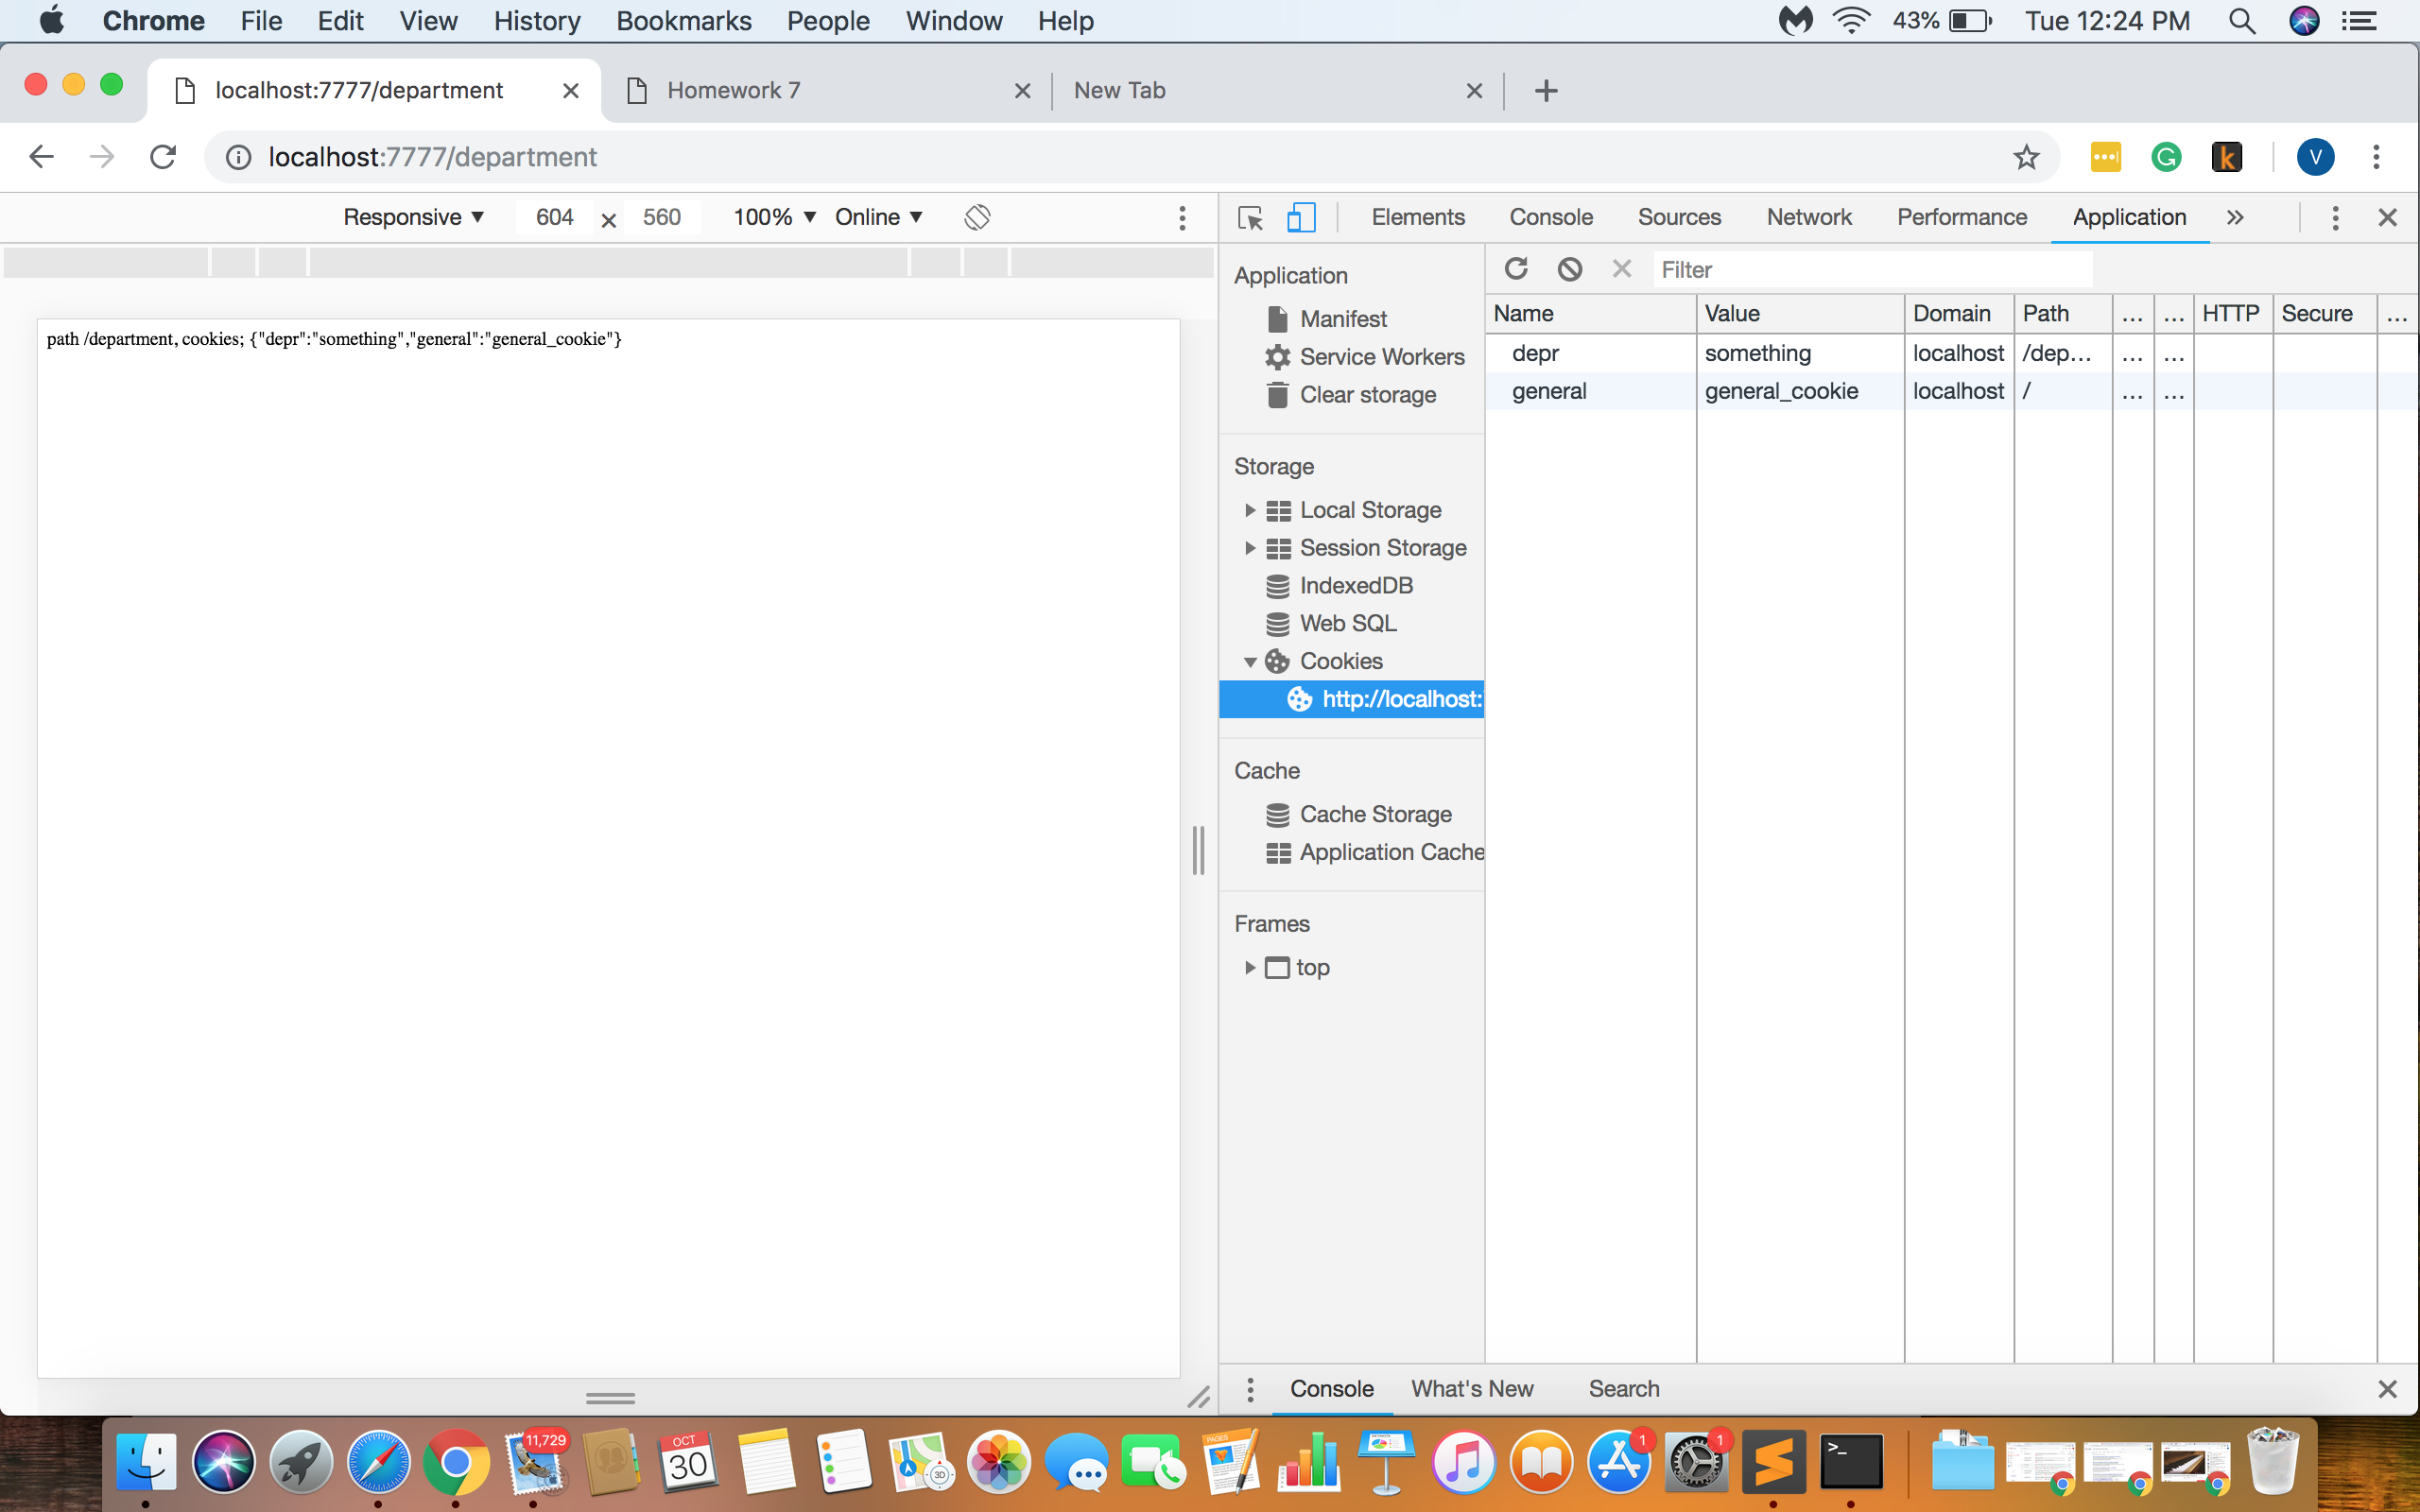 Chrome File Edit View History Bookmarks People Window Help 43% Tue 12:24 PM
localhost:7777/department Homework 7 New Tab
localhost:7777/department
V
Responsive 604 560 100% Online
Elements Console Sources Network Performance Application
Application
Manifest
Service Workers
Clear storage
Storage
Local Storage
Session Storage
IndexedDB
Web SQL
Cookies
http://localhost:
Cache
Cache Storage
Application Cache
Frames
top
Filter
Name Value Domain Path ... ... HTTP Secure ...
depr something localhost /dep... ... ...
general general_cookie localhost / ... ...
path /department, cookies; {"depr":"something","general":"general_cookie"}
Console What's New Search
11,729
OCT
30
PAGES
3D
1
1
>_